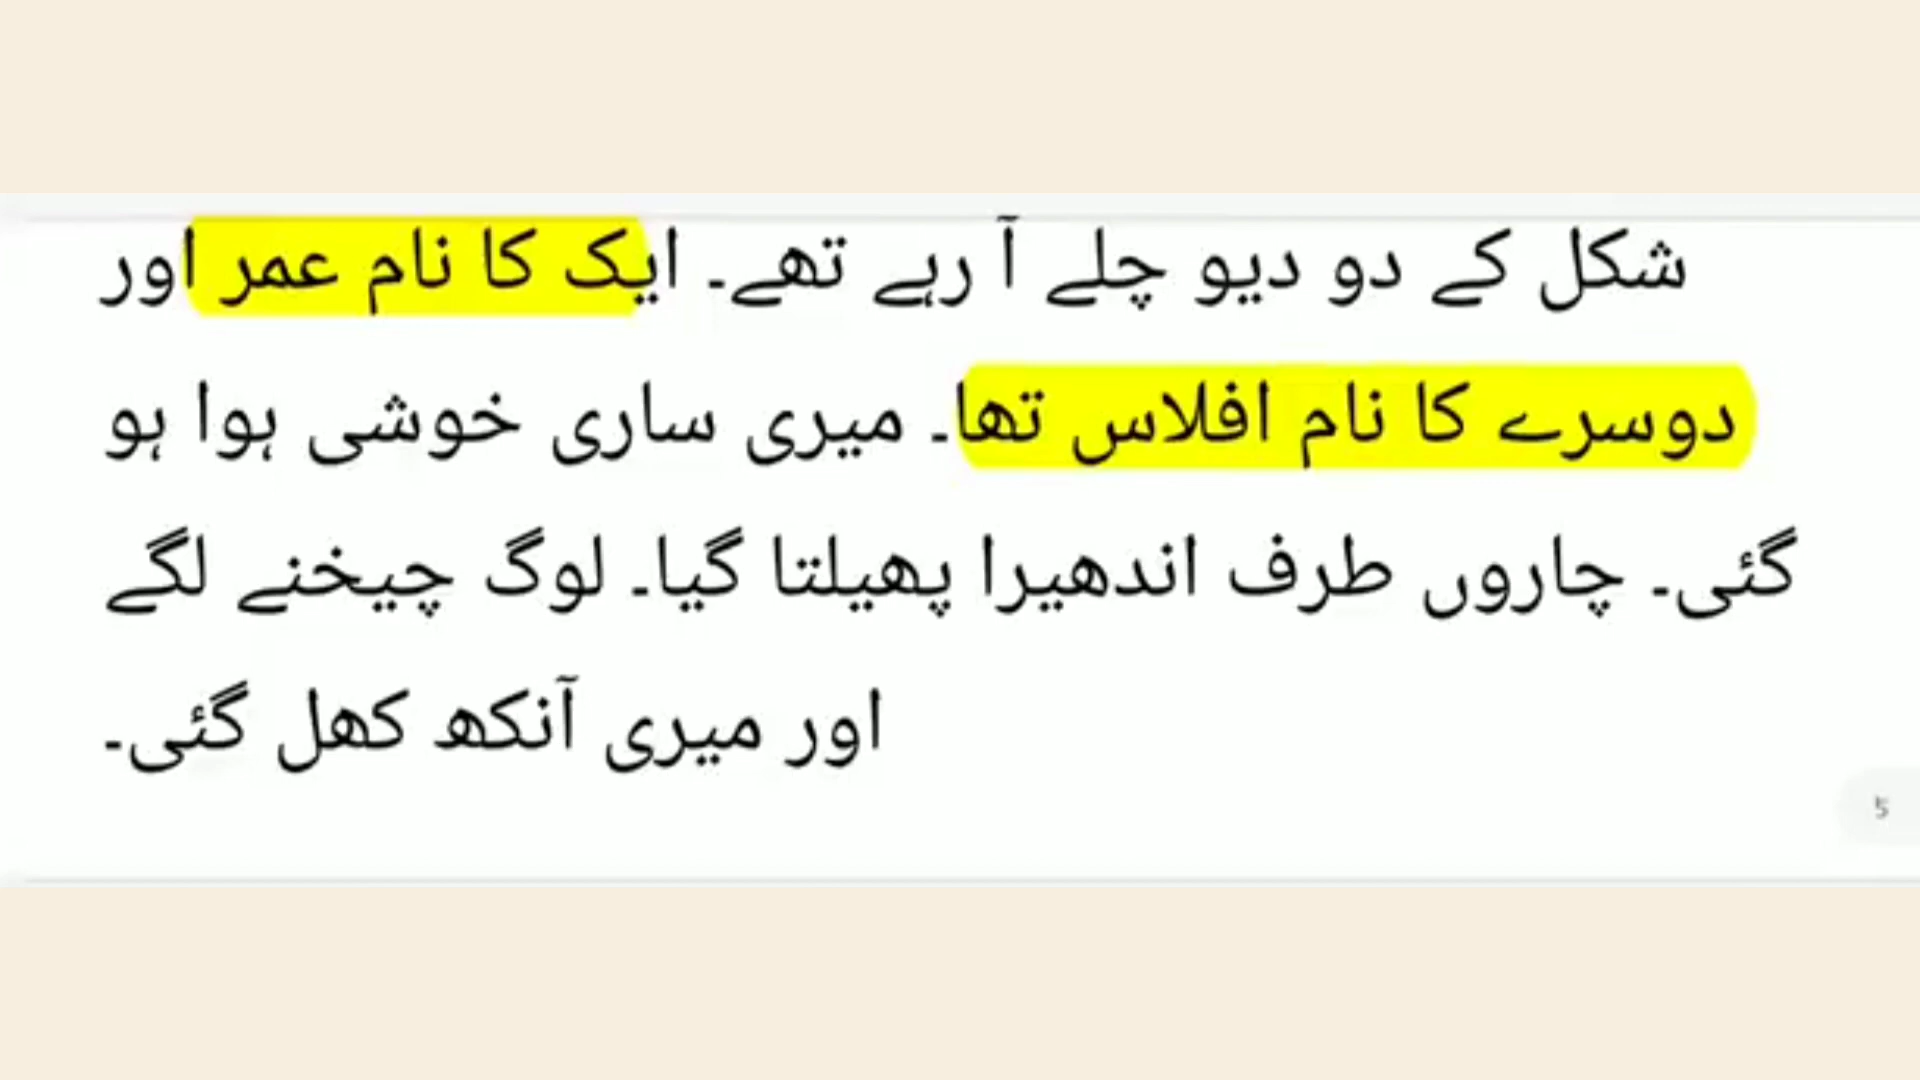 شکل کے دو دیو چلے آ رہے تھے۔ ایک کا نام عمر اور
دوسرے کا نام افلاس تھا۔ میری ساری خوشی ہوا ہو
گئی۔ چاروں طرف اندھیرا پھیلتا گیا۔ لوگ چیخنے لگے
اور میری آنکھ کھل گئی۔
5